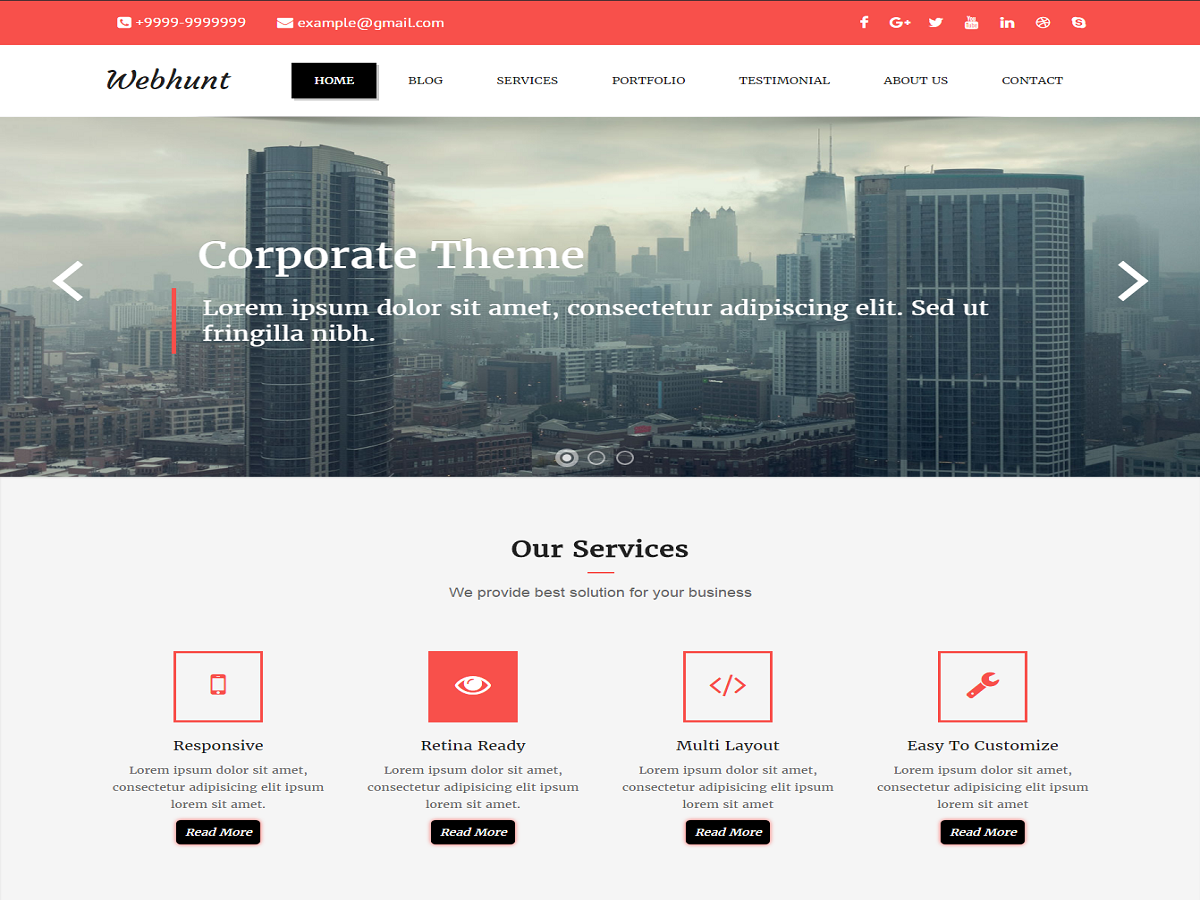 +9999-9999999 example@gmail.com
Webhunt HOME BLOG SERVICES PORTFOLIO TESTIMONIAL ABOUT US CONTACT
Corporate Theme
Lorem ipsum dolor sit amet, consectetur adipiscing elit. Sed ut
fringilla nibh.
Our Services
We provide best solution for your business
Responsive
Lorem ipsum dolor sit amet,
consectetur adipisicing elit ipsum
lorem sit amet.
Read More
Retina Ready
Lorem ipsum dolor sit amet,
consectetur adipisicing elit ipsum
lorem sit amet.
Read More
Multi Layout
Lorem ipsum dolor sit amet,
consectetur adipisicing elit ipsum
lorem sit amet
Read More
Easy To Customize
Lorem ipsum dolor sit amet,
consectetur adipisicing elit ipsum
lorem sit amet
Read More